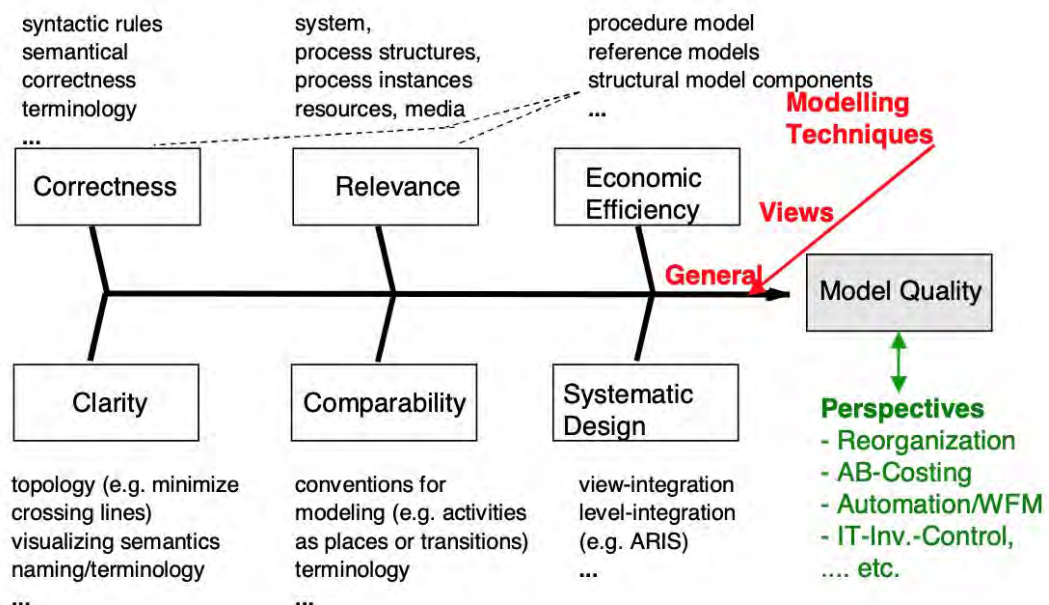 syntactic rules
semantical
correctness
terminology
...
system,
process structures,
process instances
resources, media
procedure model
reference models
structural model components
...
Modelling
Techniques
Correctness
Relevance
Economic
Efficiency
Views
General
Model Quality
Clarity
Comparability
Systematic
Design
Perspectives
- Reorganization
- AB-Costing
- Automation/WFM
- IT-Inv.-Control,
.... etc.
topology (e.g. minimize
crossing lines)
visualizing semantics
naming/terminology
...
conventions for
modeling (e.g. activities
as places or transitions)
terminology
...
view-integration
level-integration
(e.g. ARIS)
...